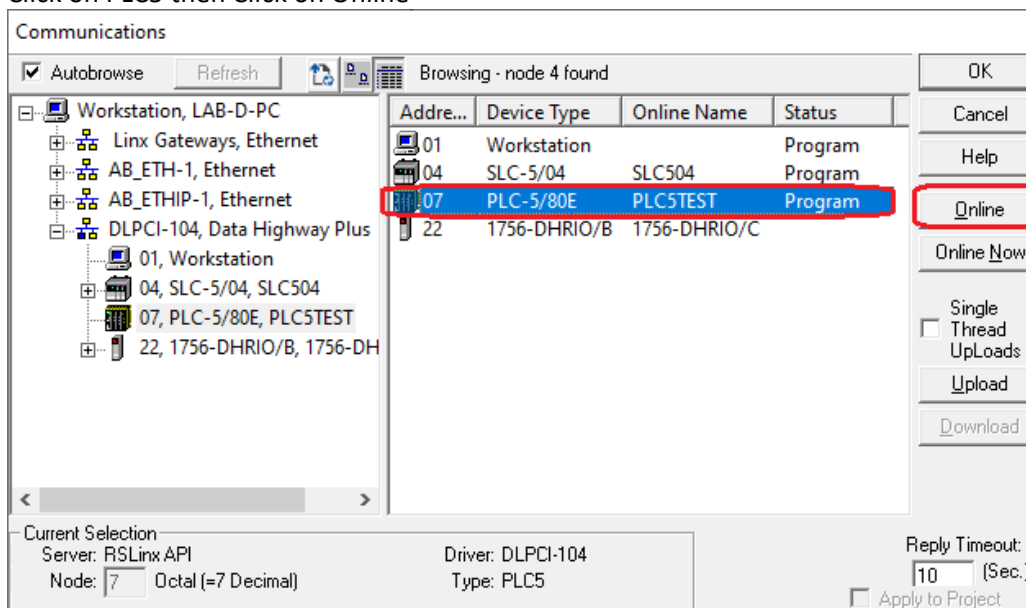 Click on PLC5 then Click on Online
Communications
Autobrowse Refresh Browsing - node 4 found
Workstation, LAB-D-PC
Linx Gateways, Ethernet
AB_ETH-1, Ethernet
AB_ETHIP-1, Ethernet
DLPCI-104, Data Highway Plus
01, Workstation
04, SLC-5/04, SLC504
07, PLC-5/80E, PLC5TEST
22, 1756-DHRIO/B, 1756-DH
Addre... Device Type Online Name Status
01 Workstation Program
04 SLC-5/04 SLC504 Program
07 PLC-5/80E PLC5TEST Program
22 1756-DHRIO/B 1756-DHRIO/C
OK
Cancel
Help
Online
Online Now
Single
Thread
UpLoads
Upload
Download
Current Selection
Server: RSLinx API Driver: DLPCI-104
Node: 7 Octal (=7 Decimal) Type: PLC5
Reply Timeout:
10 (Sec.)
Apply to Project